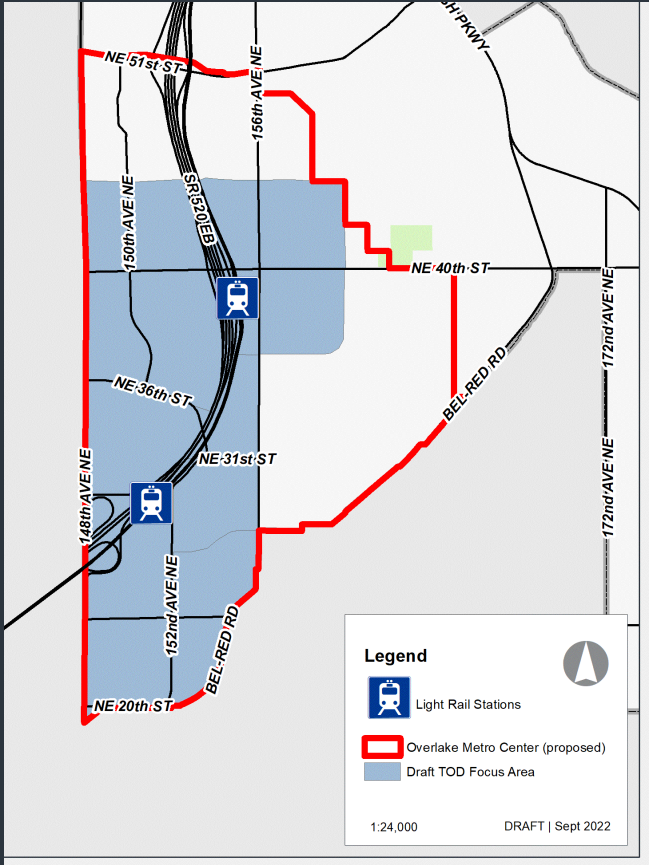 SH PKWY
NE 51st ST
156th AVE NE
150th AVE NE
SR 520 EB
NE 40th ST
172nd AVE NE
BEL-RED RD
NE 36th ST
NE 31st ST
148th AVE NE
172nd AVE NE
152nd AVE NE
BEL-RED RD
NE 20th ST
Legend
Light Rail Stations
Overlake Metro Center (proposed)
Draft TOD Focus Area
1:24,000
DRAFT | Sept 2022